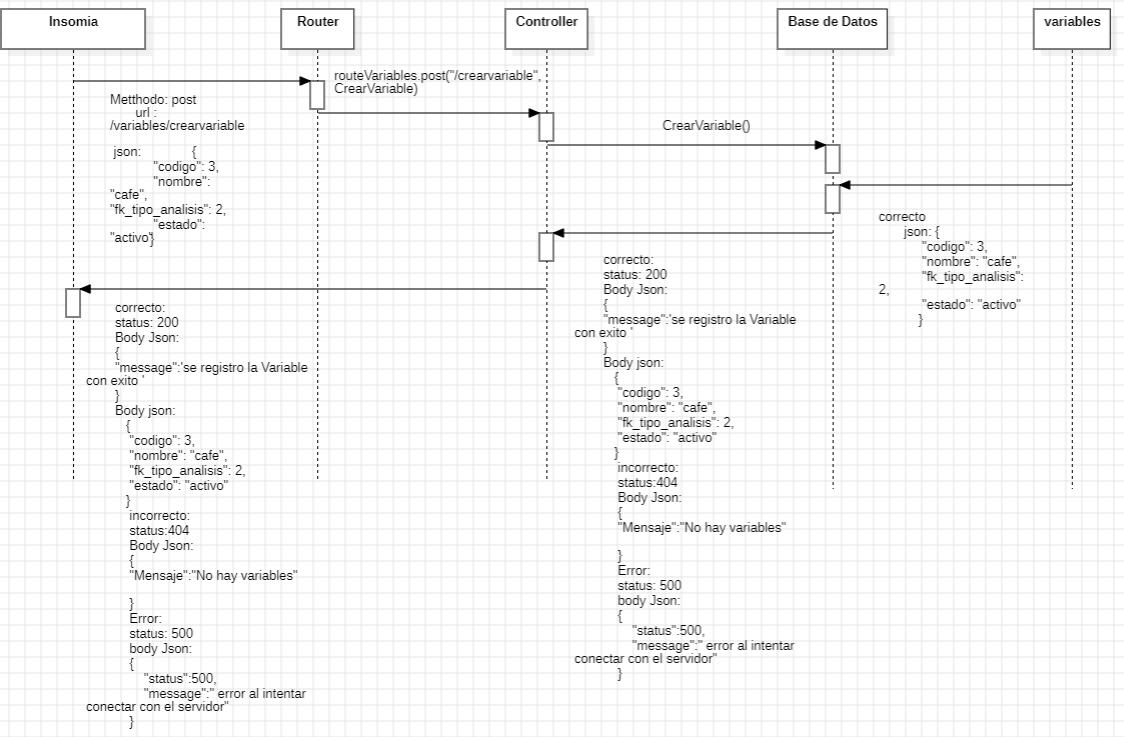 Insomia
Router
Controller
Base de Datos
variables
routeVariables.post("/crearvariable",
CrearVariable)
Metthodo: post
url :
/variables/crearvariable
json: {
"codigo": 3,
"nombre":
"cafe",
"fk_tipo_analisis": 2,
"estado":
"activo"}
CrearVariable()
correcto
json: {
"codigo": 3,
"nombre": "cafe",
"fk_tipo_analisis":
2,
"estado": "activo"
}
correcto:
status: 200
Body Json:
{
"message":'se registro la Variable
con exito '
}
Body json:
{
"codigo": 3,
"nombre": "cafe",
"fk_tipo_analisis": 2,
"estado": "activo"
}
incorrecto:
status:404
Body Json:
{
"Mensaje":"No hay variables"
}
Error:
status: 500
body Json:
{
"status":500,
"message":" error al intentar
conectar con el servidor"
}
correcto:
status: 200
Body Json:
{
"message":'se registro la Variable
con exito '
}
Body json:
{
"codigo": 3,
"nombre": "cafe",
"fk_tipo_analisis": 2,
"estado": "activo"
}
incorrecto:
status:404
Body Json:
{
"Mensaje":"No hay variables"
}
Error:
status: 500
body Json:
{
"status":500,
"message":" error al intentar
conectar con el servidor"
}